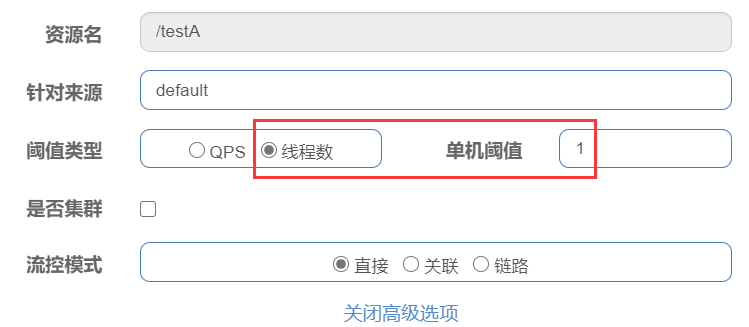 资源名 /testA
针对来源 default
阈值类型 QPS 线程数 单机阈值 1
是否集群
流控模式 直接 关联 链路
关闭高级选项